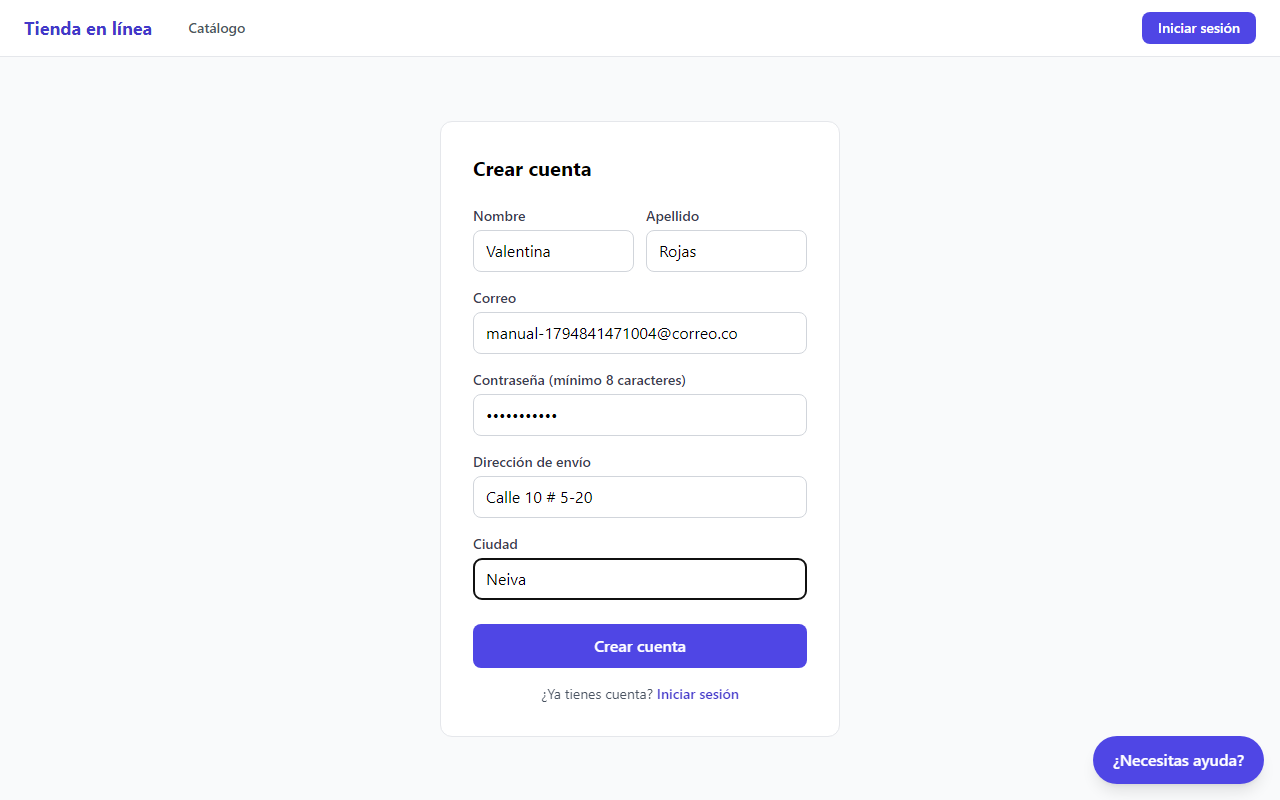 Tienda en línea
Catálogo
Iniciar sesión
Crear cuenta
Nombre
Apellido
Valentina
Rojas
Correo
manual-1794841471004@correo.co
Contraseña (mínimo 8 caracteres)
•••••••••••
Dirección de envío
Calle 10 # 5-20
Ciudad
Neiva
Crear cuenta
¿Ya tienes cuenta? Iniciar sesión
¿Necesitas ayuda?